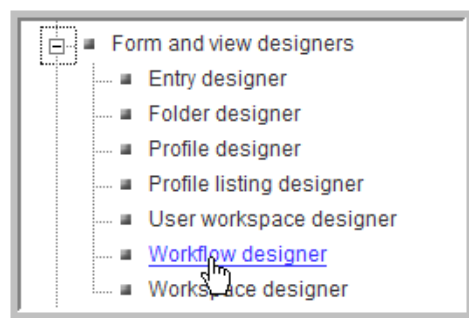 Form and view designers
Entry designer
Folder designer
Profile designer
Profile listing designer
User workspace designer
Workflow designer
Workspace designer